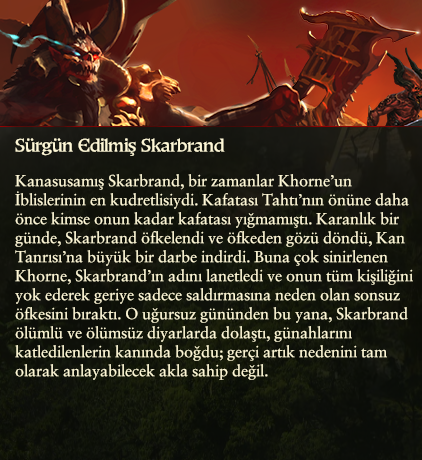 Sürgün Edilmiş Skarbrand
Kanasusamış Skarbrand, bir zamanlar Khorne'un
İblislerinin en kudretlisiydi. Kafatası Tahtı'nın önüne daha
önce kimse onun kadar kafatası yığmamıştı. Karanlık bir
günde, Skarbrand öfkelendi ve öfkeden gözü döndü, Kan
Tanrısı'na büyük bir darbe indirdi. Buna çok sinirlenen
Khorne, Skarbrand'ın adını lanetledi ve onun tüm kişiliğini
yok ederek geriye sadece saldırmasına neden olan sonsuz
öfkesini bıraktı. O uğursuz gününden bu yana, Skarbrand
ölümlü ve ölümsüz diyarlarda dolaştı, günahlarını
katledilenlerin kanında boğdu; gerçi artık nedenini tam
olarak anlayabilecek akla sahip değil.